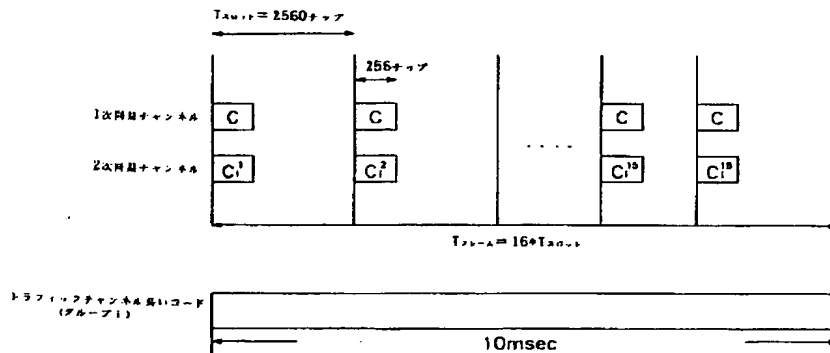 Tスロット＝2560チップ
256チップ
1次同期チャンネル C C C C
2次同期チャンネル Ci¹ Ci² ・・・・ Ci¹⁵ Ci¹⁶
Tフレーム＝16*Tスロット
トラフィックチャンネル長いコード
(グループi)
10msec